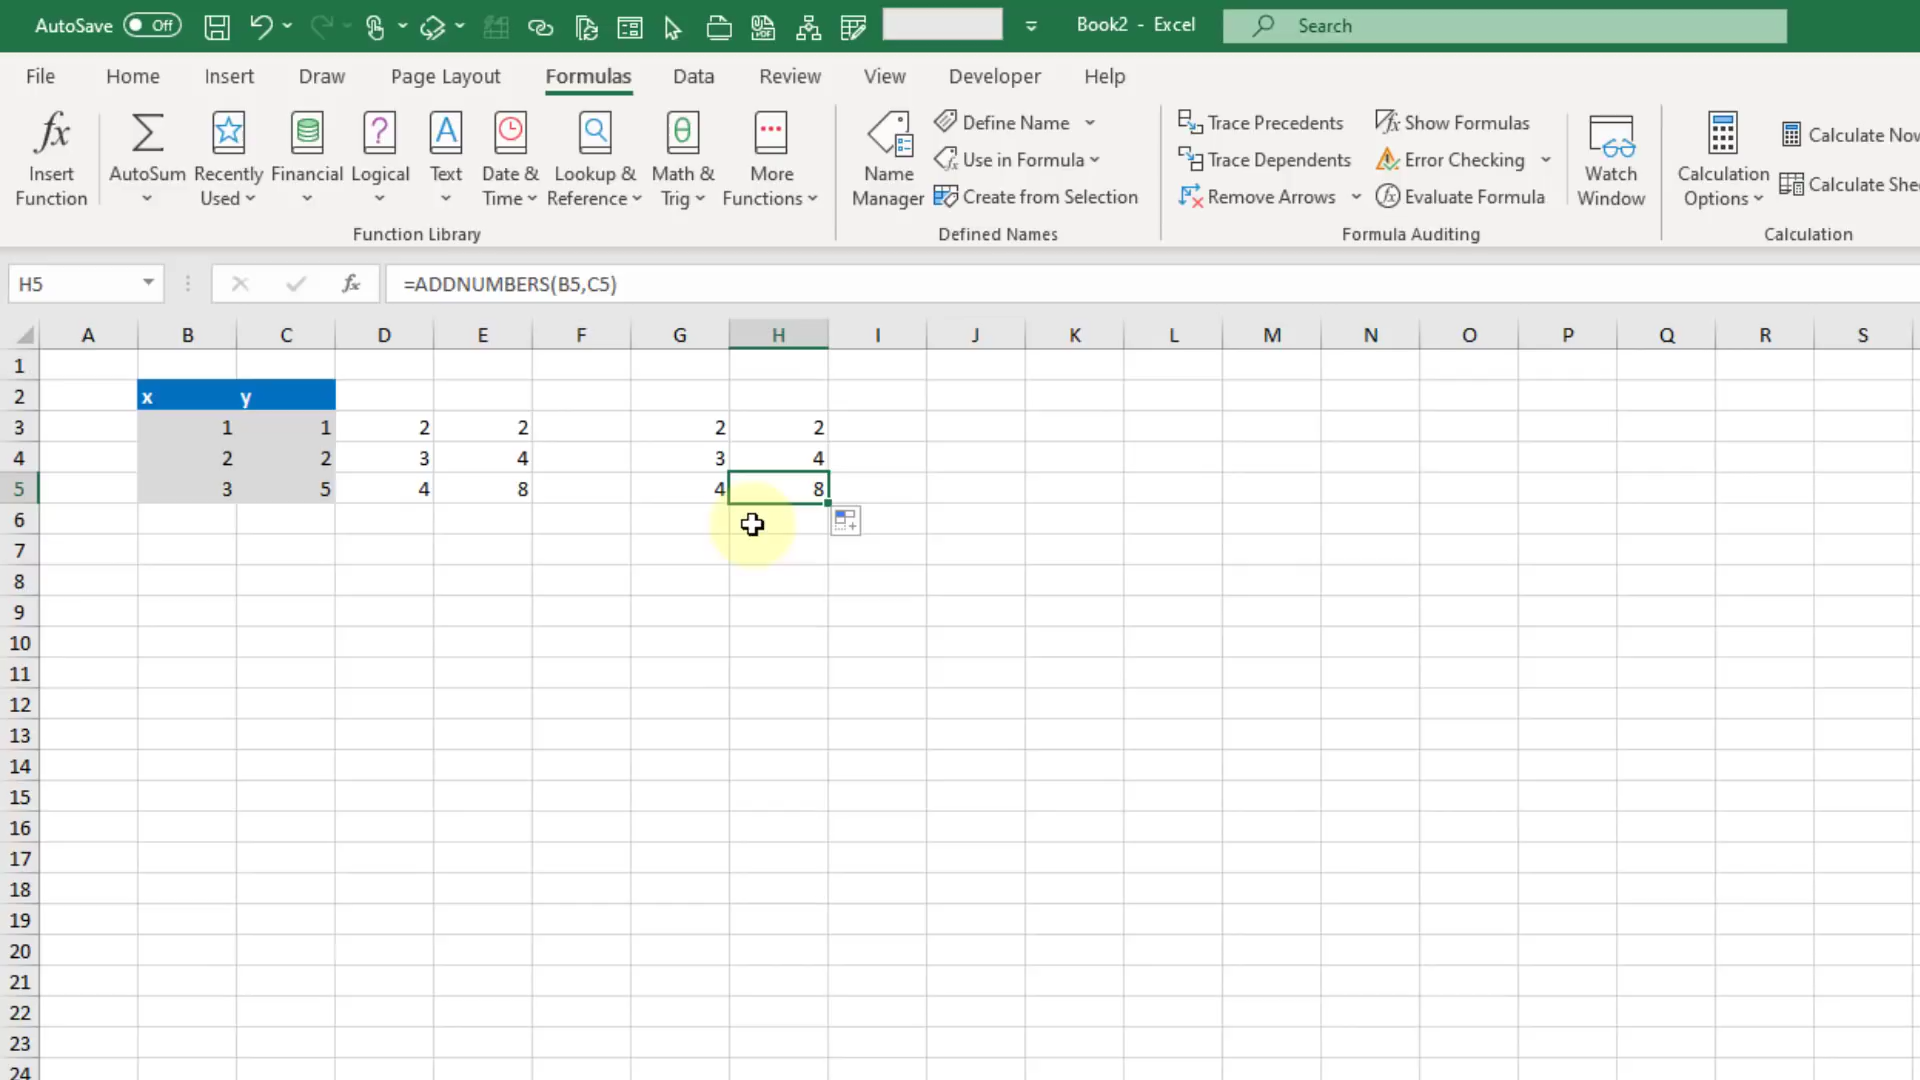 AutoSave Off Book2 - Excel Search
File Home Insert Draw Page Layout Formulas Data Review View Developer Help
Insert Function
AutoSum
Recently Used
Financial
Logical
Text
Date & Time
Lookup & Reference
Math & Trig
More Functions
Function Library
Name Manager
Define Name
Use in Formula
Create from Selection
Defined Names
Trace Precedents
Trace Dependents
Remove Arrows
Show Formulas
Error Checking
Evaluate Formula
Formula Auditing
Watch Window
Calculation Options
Calculate Now
Calculate Shee
Calculation
H5 fx =ADDNUMBERS(B5,C5)
A B C D E F G H I J K L M N O P Q R S
1
2 x y
3 1 1 2 2 2 2
4 2 2 3 4 3 4
5 3 5 4 8 4 8
6
7
8
9
10
11
12
13
14
15
16
17
18
19
20
21
22
23
24